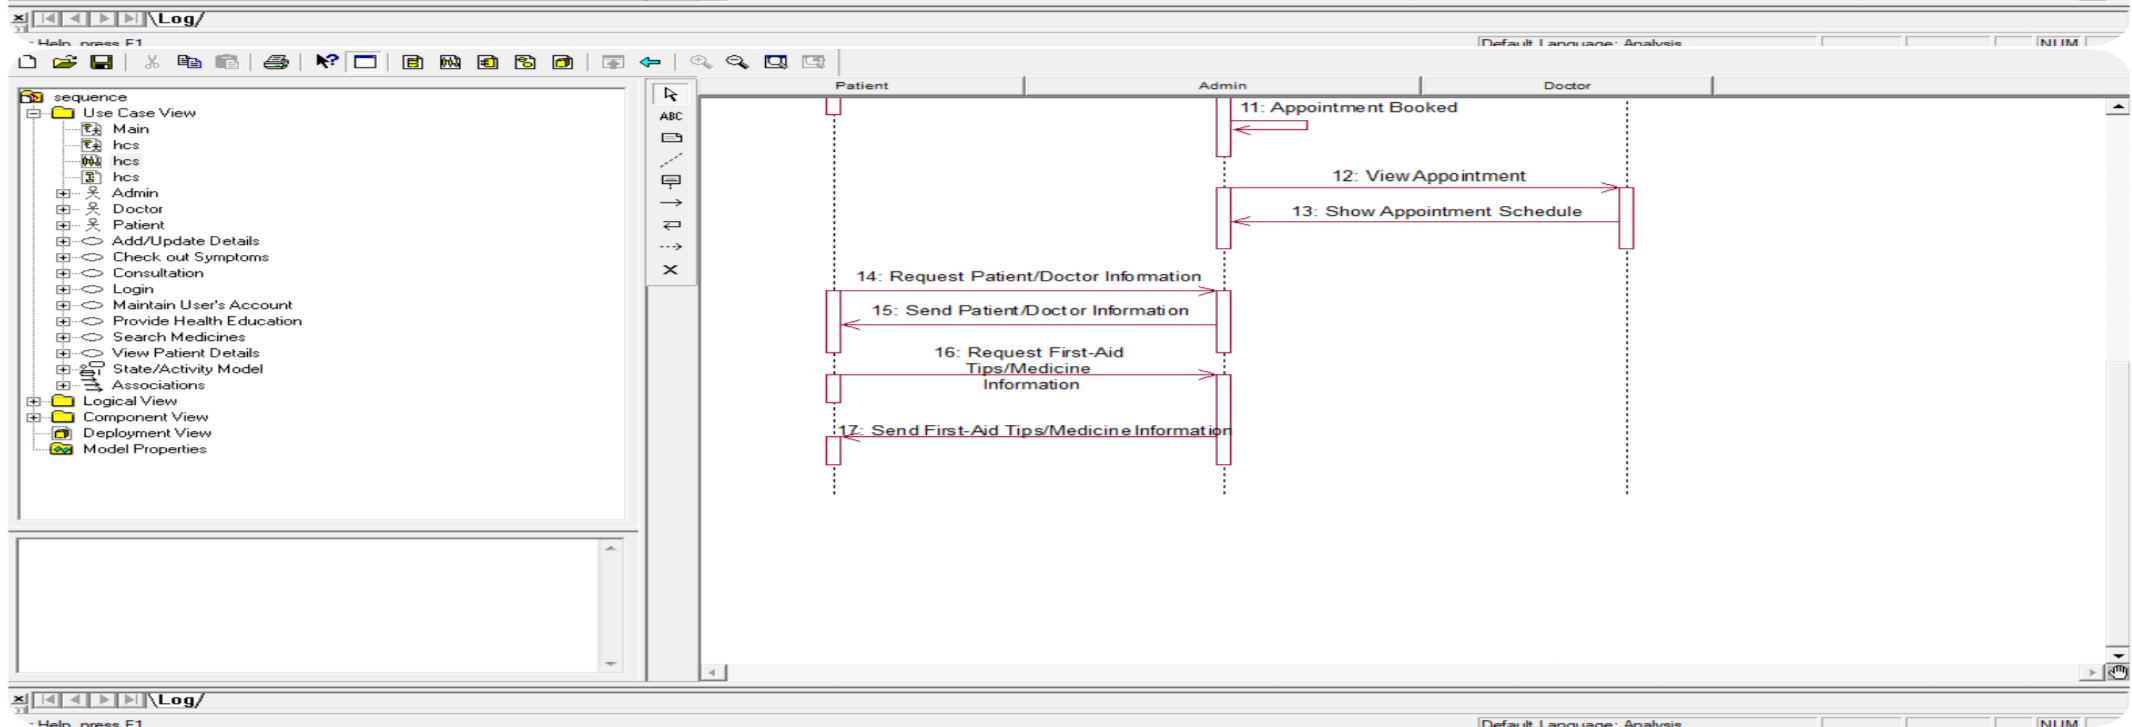 \Log/
Help, press F1
Default Language: Analysis
NUM
sequence
Use Case View
Main
hcs
hcs
hcs
Admin
Doctor
Patient
Add/Update Details
Check out Symptoms
Consultation
Login
Maintain User's Account
Provide Health Education
Search Medicines
View Patient Details
State/Activity Model
Associations
Logical View
Component View
Deployment View
Model Properties
ABC
Patient
Admin
Doctor
11: Appointment Booked
12: View Appointment
13: Show Appointment Schedule
14: Request Patient/Doctor Information
15: Send Patient/Doctor Information
16: Request First-Aid
Tips/Medicine
Information
17: Send First-Aid Tips/Medicine Information
\Log/
Help, press F1
Default Language: Analysis
NUM